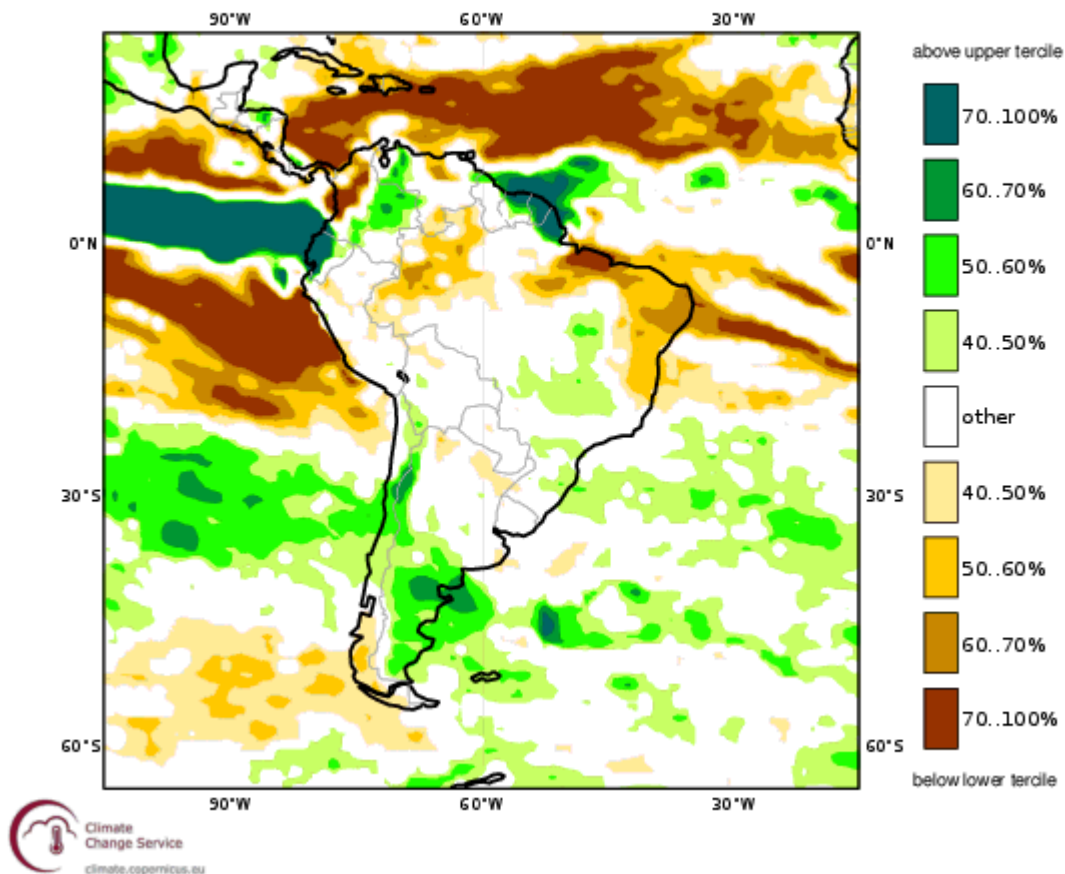 90°W 60°W 30°W
above upper tercile
70..100%
60..70%
50..60%
40..50%
other
40..50%
50..60%
60..70%
70..100%
below lower tercile
0°N 0°N
30°S 30°S
60°S 60°S
90°W 60°W 30°W
Climate
Change Service
climate.copernicus.eu